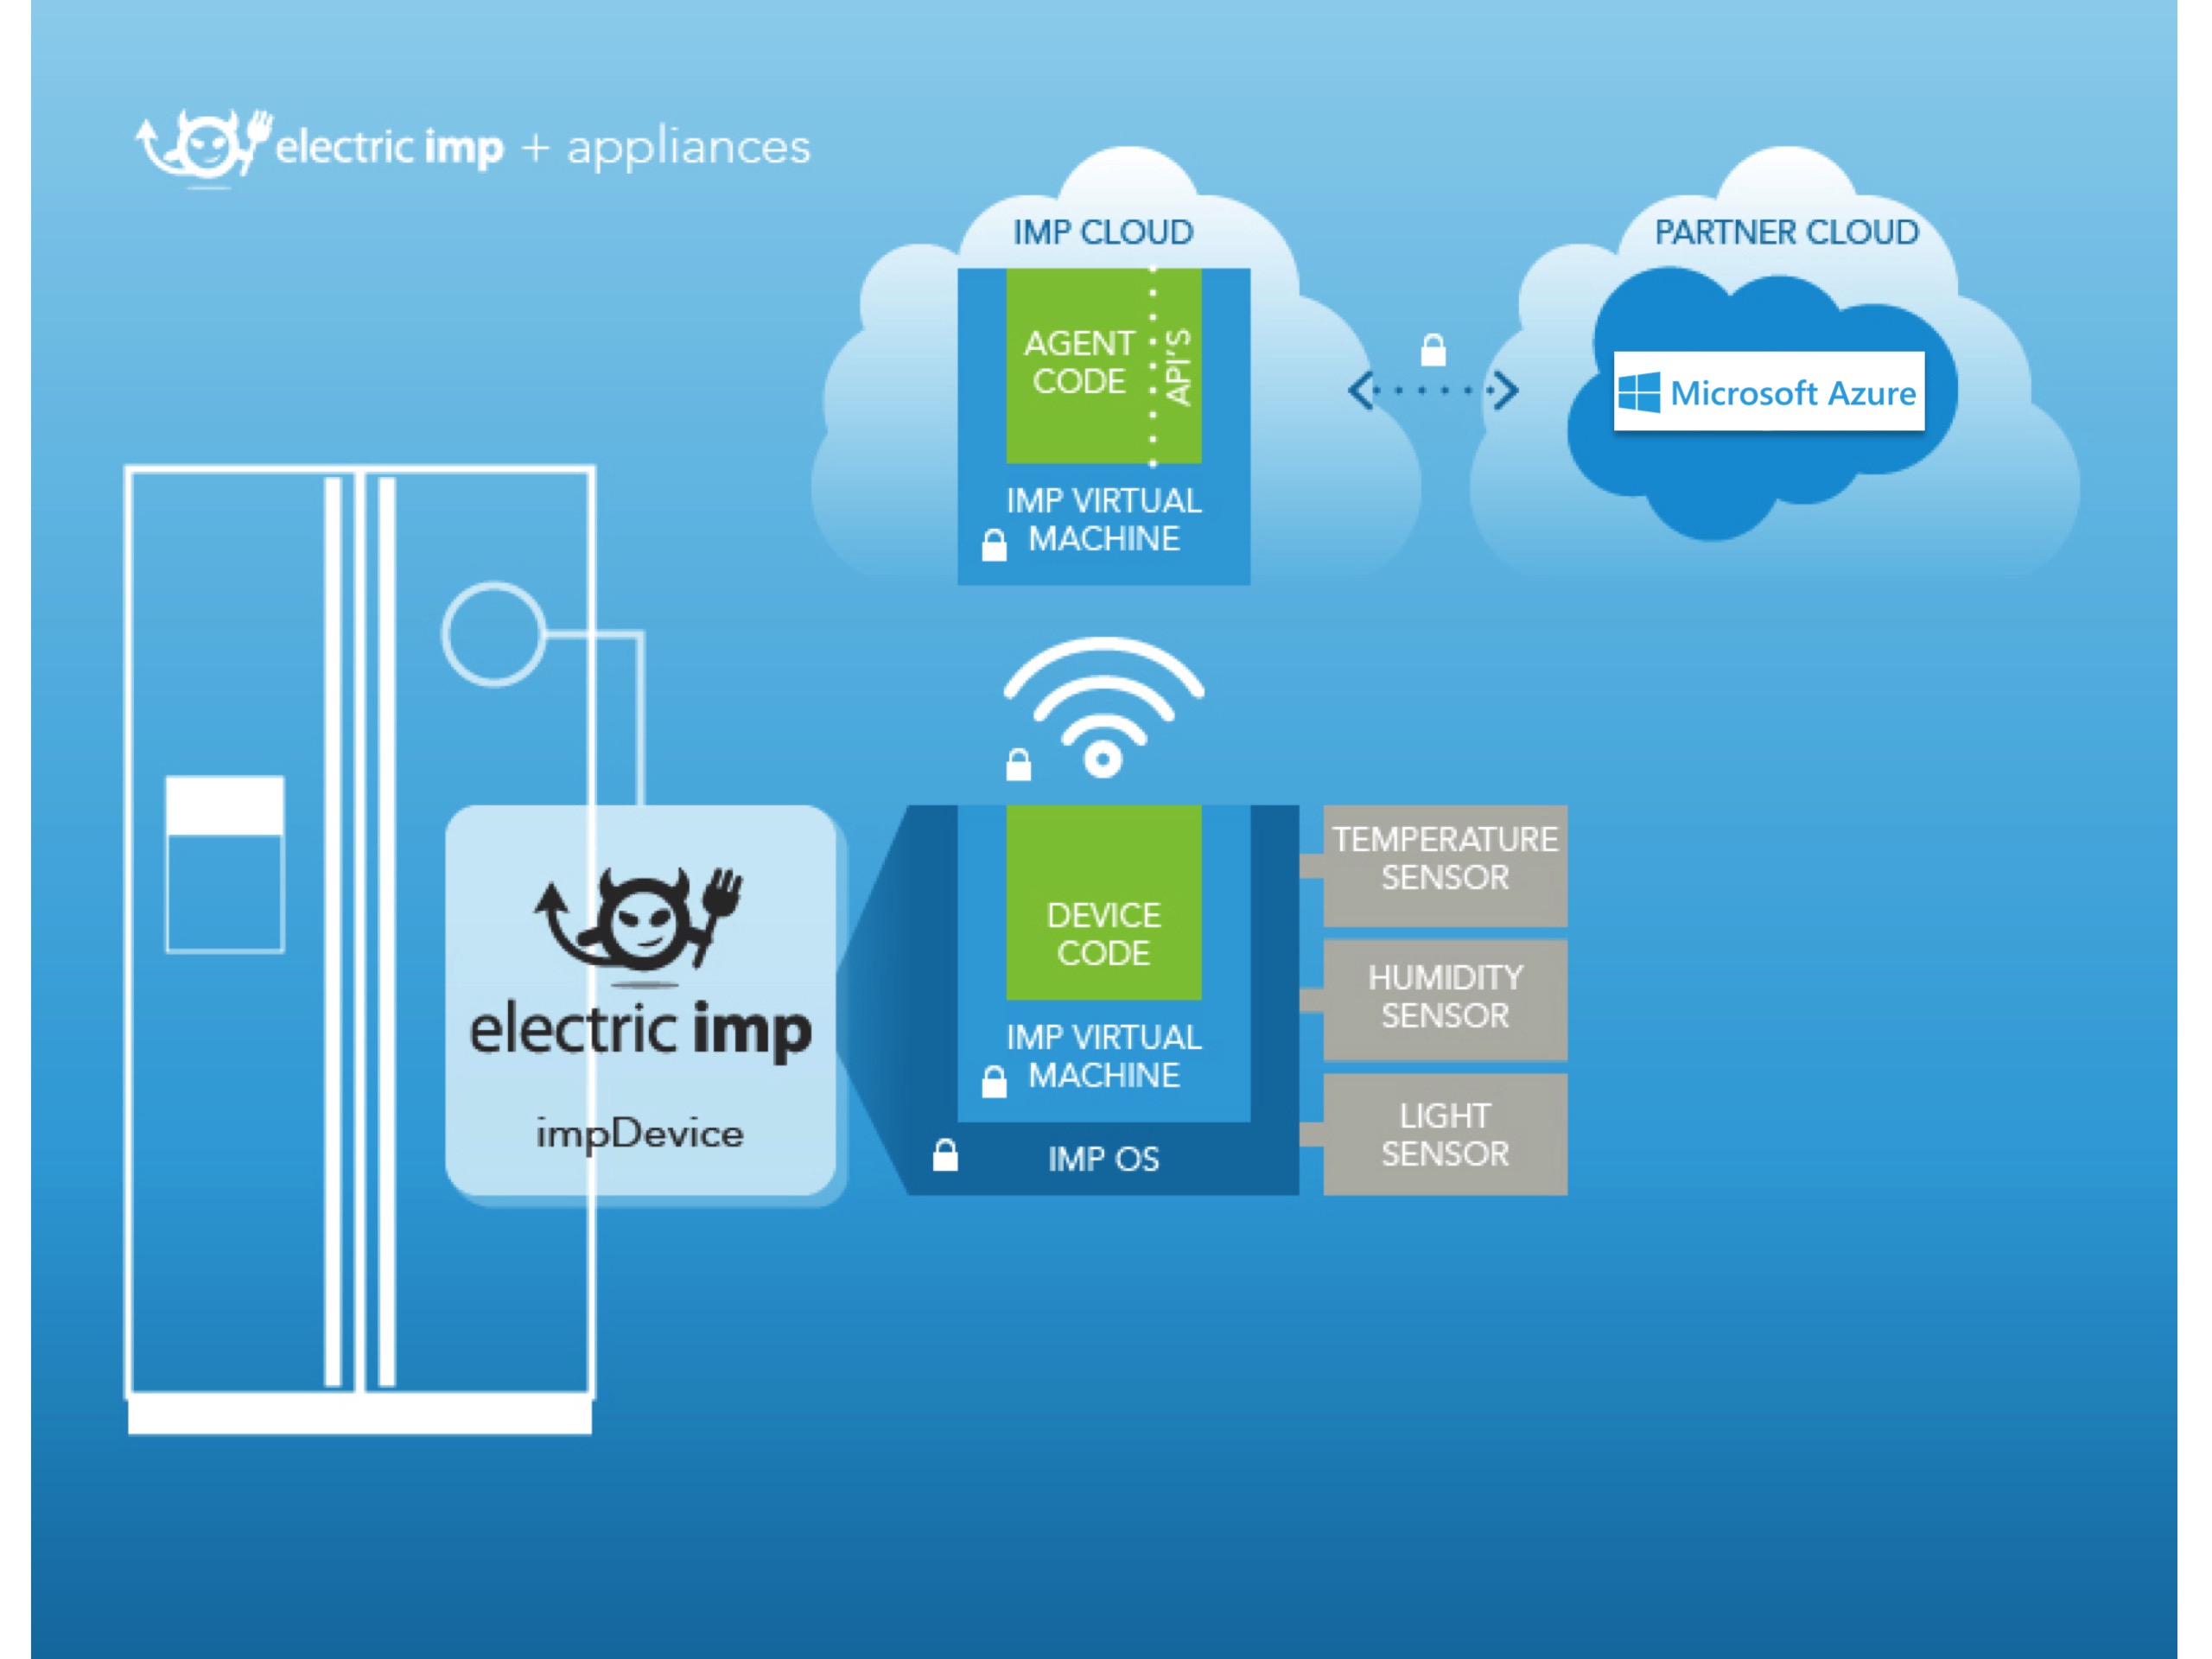 electric imp + appliances
IMP CLOUD
AGENT
CODE
API'S
IMP VIRTUAL
MACHINE
PARTNER CLOUD
Microsoft Azure
electric imp
impDevice
DEVICE
CODE
IMP VIRTUAL
MACHINE
IMP OS
TEMPERATURE
SENSOR
HUMIDITY
SENSOR
LIGHT
SENSOR